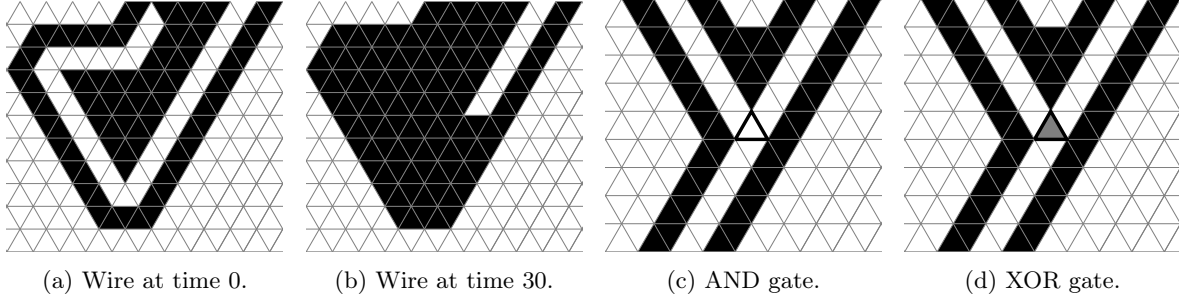 (a) Wire at time 0.
(b) Wire at time 30.
(c) AND gate.
(d) XOR gate.